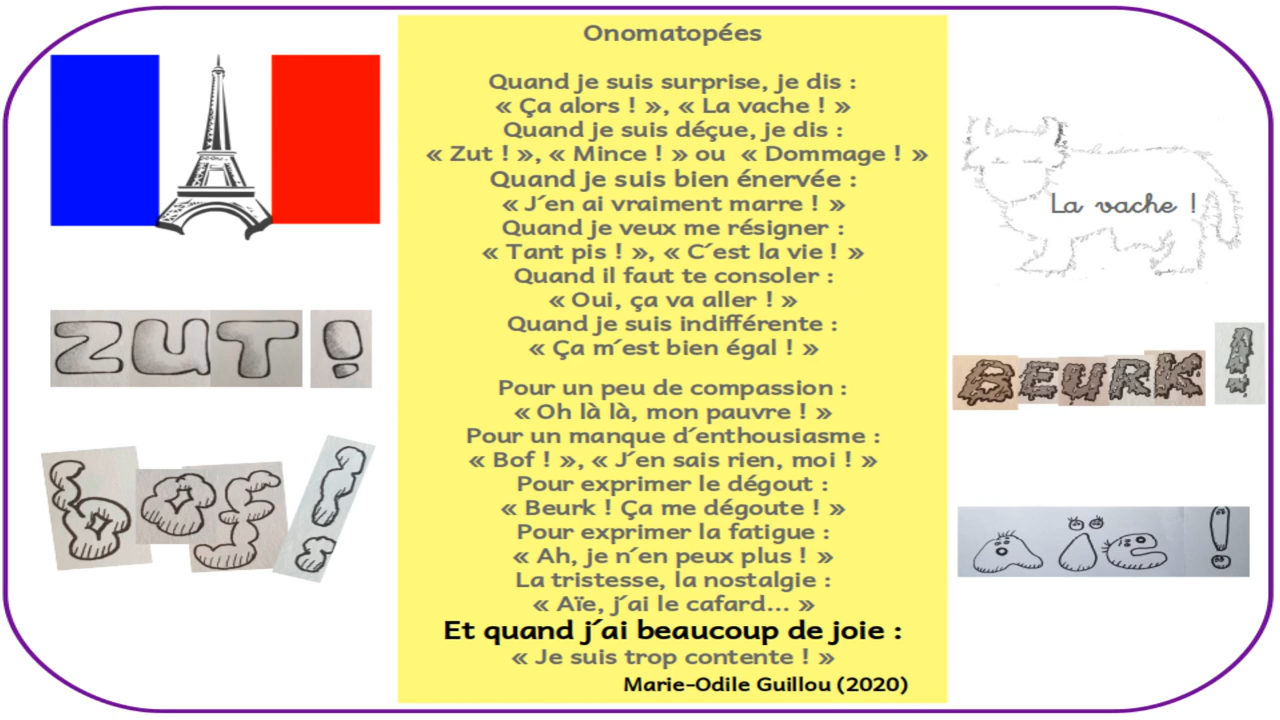 Onomatopées
Quand je suis surprise, je dis :
« Ça alors ! », « La vache ! »
Quand je suis déçue, je dis :
« Zut ! », « Mince ! » ou « Dommage ! »
Quand je suis bien énervée :
« J´en ai vraiment marre ! »
Quand je veux me résigner :
« Tant pis ! », « C´est la vie ! »
Quand il faut te consoler :
« Oui, ça va aller ! »
Quand je suis indifférente :
« Ça m´est bien égal ! »
Pour un peu de compassion :
« Oh là là, mon pauvre ! »
Pour un manque d´enthousiasme :
« Bof ! », « J´en sais rien, moi ! »
Pour exprimer le dégout :
« Beurk ! Ça me dégoute ! »
Pour exprimer la fatigue :
« Ah, je n´en peux plus ! »
La tristesse, la nostalgie :
« Aïe, j´ai le cafard... »
Et quand j´ai beaucoup de joie :
« Je suis trop contente ! »
Marie-Odile Guillou (2020)
ZUT !
bof !
La vache !
BEURK !
aïe !